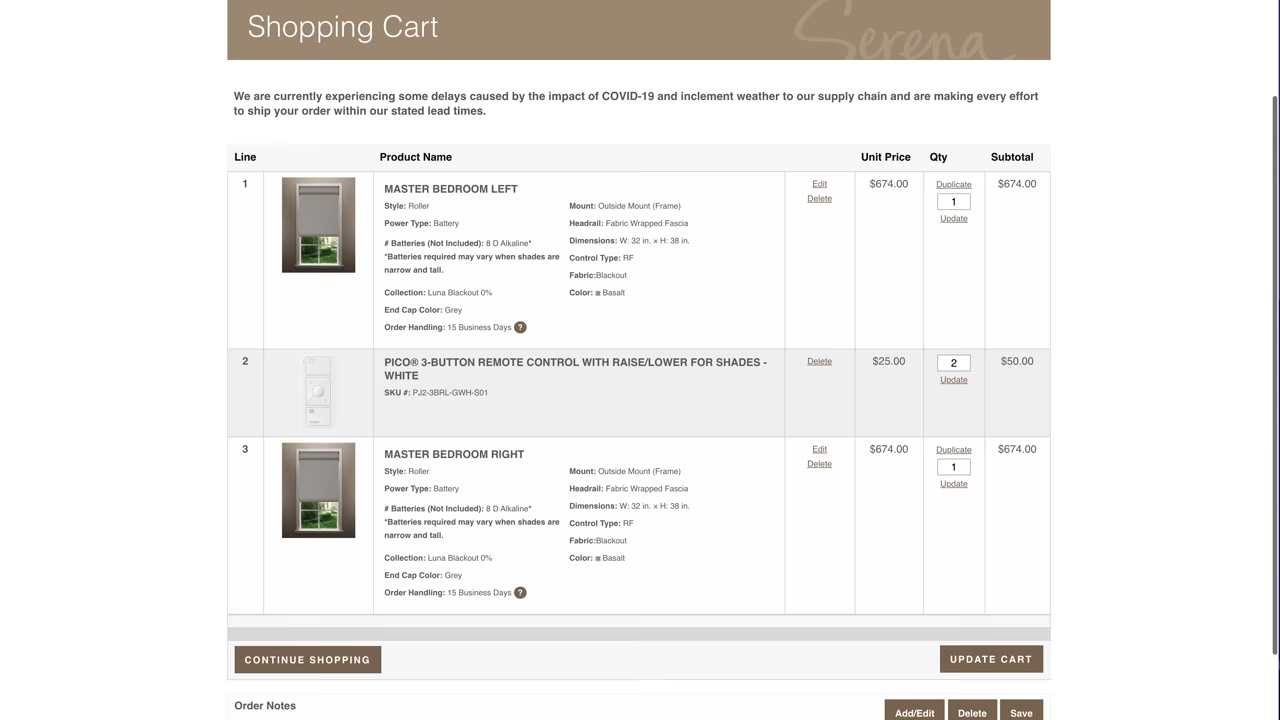 Shopping Cart
Serena
We are currently experiencing some delays caused by the impact of COVID-19 and inclement weather to our supply chain and are making every effort
to ship your order within our stated lead times.
Line Product Name Unit Price Qty Subtotal
1
MASTER BEDROOM LEFT
Style: Roller
Power Type: Battery
# Batteries (Not Included): 8 D Alkaline*
*Batteries required may vary when shades are
narrow and tall.
Collection: Luna Blackout 0%
End Cap Color: Grey
Order Handling: 15 Business Days ?
Mount: Outside Mount (Frame)
Headrail: Fabric Wrapped Fascia
Dimensions: W: 32 in. × H: 38 in.
Control Type: RF
Fabric:Blackout
Color: Basalt
Edit
Delete
$674.00
Duplicate
1
Update
$674.00
2
PICO® 3-BUTTON REMOTE CONTROL WITH RAISE/LOWER FOR SHADES -
WHITE
SKU #: PJ2-3BRL-GWH-S01
Delete
$25.00
2
Update
$50.00
3
MASTER BEDROOM RIGHT
Style: Roller
Power Type: Battery
# Batteries (Not Included): 8 D Alkaline*
*Batteries required may vary when shades are
narrow and tall.
Collection: Luna Blackout 0%
End Cap Color: Grey
Order Handling: 15 Business Days ?
Mount: Outside Mount (Frame)
Headrail: Fabric Wrapped Fascia
Dimensions: W: 32 in. × H: 38 in.
Control Type: RF
Fabric:Blackout
Color: Basalt
Edit
Delete
$674.00
Duplicate
1
Update
$674.00
CONTINUE SHOPPING
UPDATE CART
Order Notes
Add/Edit
Delete
Save